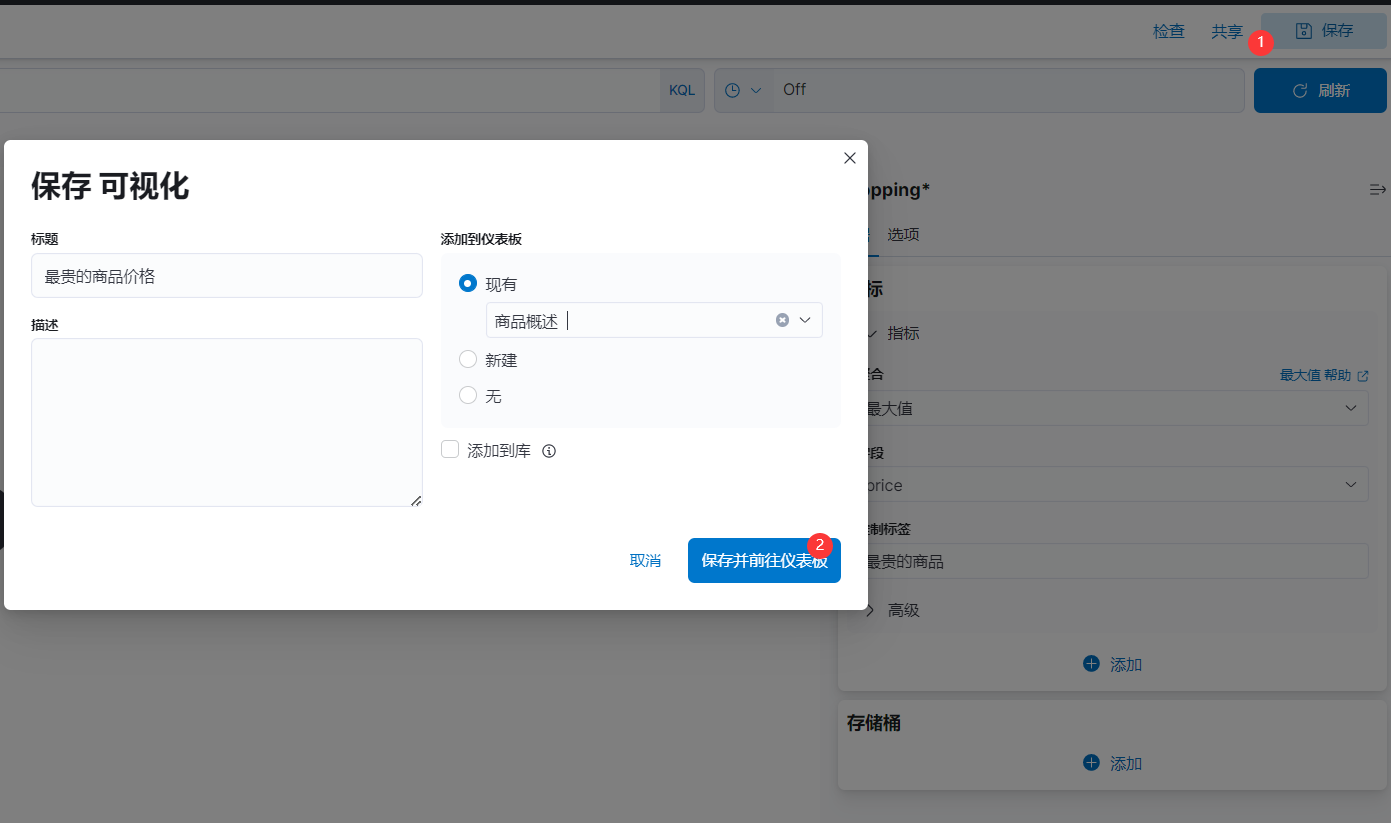 检查 共享 1 保存
KQL Off 刷新
保存 可视化
标题
最贵的商品价格
描述
添加到仪表板
现有
商品概述
新建
无
添加到库
取消 保存并前往仪表板 2
opping*
选项
标
指标
合 最大值 帮助
最大值
段
price
制标签
最贵的商品
高级
添加
存储桶
添加